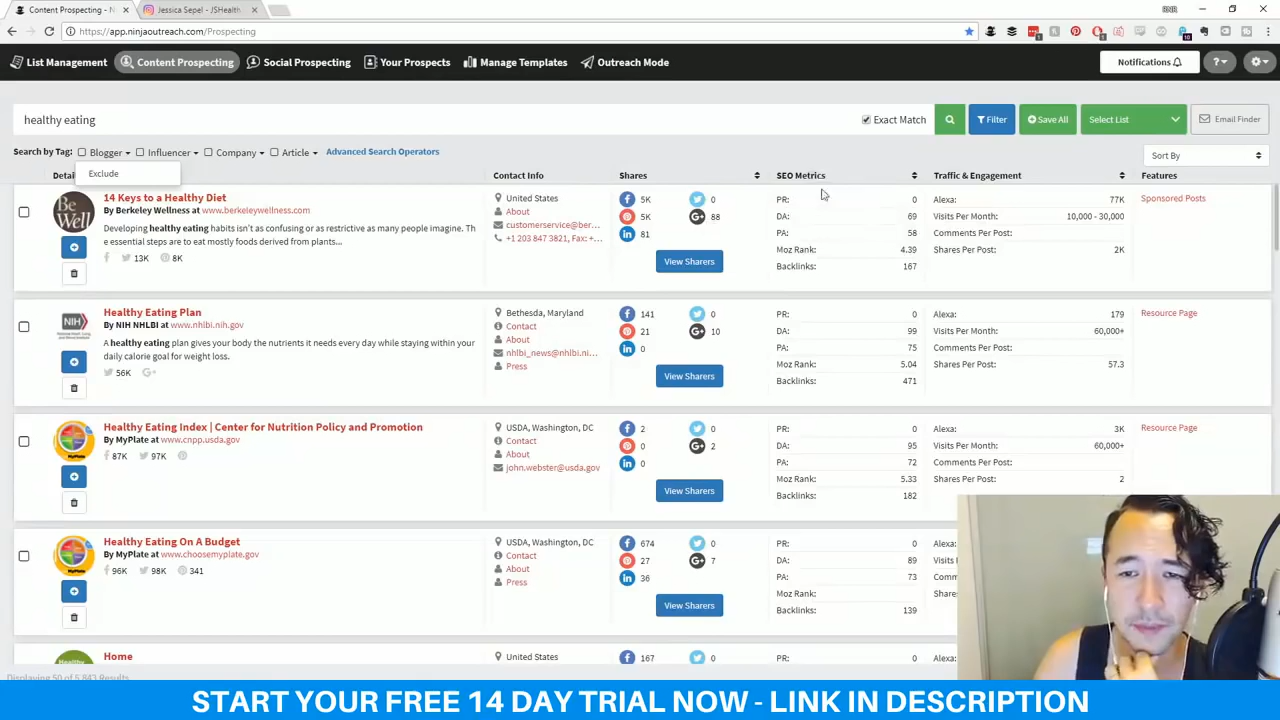 Content Prospecting - N
Jessica Sepel - JSHealth
RNR
https://app.ninjaoutreach.com/Prospecting
List Management
Content Prospecting
Social Prospecting
Your Prospects
Manage Templates
Outreach Mode
Notifications
healthy eating
Exact Match
Filter
Save All
Select List
Email Finder
Search by Tag:
Blogger
Influencer
Company
Article
Advanced Search Operators
Sort By
Exclude
Contact Info
Shares
SEO Metrics
Traffic & Engagement
Features
14 Keys to a Healthy Diet
By Berkeley Wellness at www.berkeleywellness.com
Developing healthy eating habits isn't as confusing or as restrictive as many people imagine. Th
e essential steps are to eat mostly foods derived from plants...
13K 8K
United States
About
customerservice@ber...
+1 203 847 3821, Fax: +...
5K 0
5K 88
81
View Sharers
PR: 0
DA: 69
PA: 58
Moz Rank: 4.39
Backlinks: 167
Alexa: 77K
Visits Per Month: 10,000 - 30,000
Comments Per Post:
Shares Per Post: 2K
Sponsored Posts
Healthy Eating Plan
By NIH NHLBI at www.nhlbi.nih.gov
A healthy eating plan gives your body the nutrients it needs every day while staying within your
daily calorie goal for weight loss.
56K
Bethesda, Maryland
Contact
About
nhlbi_news@nhlbi.ni...
Press
141 0
21 10
0
View Sharers
PR: 0
DA: 99
PA: 75
Moz Rank: 5.04
Backlinks: 471
Alexa: 179
Visits Per Month: 60,000+
Comments Per Post:
Shares Per Post: 57.3
Resource Page
Healthy Eating Index | Center for Nutrition Policy and Promotion
By MyPlate at www.cnpp.usda.gov
87K 97K
USDA, Washington, DC
Contact
About
john.webster@usda.gov
2 0
0 2
0
View Sharers
PR: 0
DA: 95
PA: 72
Moz Rank: 5.33
Backlinks: 182
Alexa: 3K
Visits Per Month: 60,000+
Comments Per Post:
Shares Per Post: 2
Resource Page
Healthy Eating On A Budget
By MyPlate at www.choosemyplate.gov
96K 98K 341
USDA, Washington, DC
Contact
About
Press
674 0
27 7
36
View Sharers
PR: 0
DA: 89
PA: 73
Moz Rank:
Backlinks: 139
Alexa:
Visits
Shares
Home
United States
167 0
PR: 0
Alexa:
Displaying 50 of 5,843 Results
START YOUR FREE 14 DAY TRIAL NOW - LINK IN DESCRIPTION